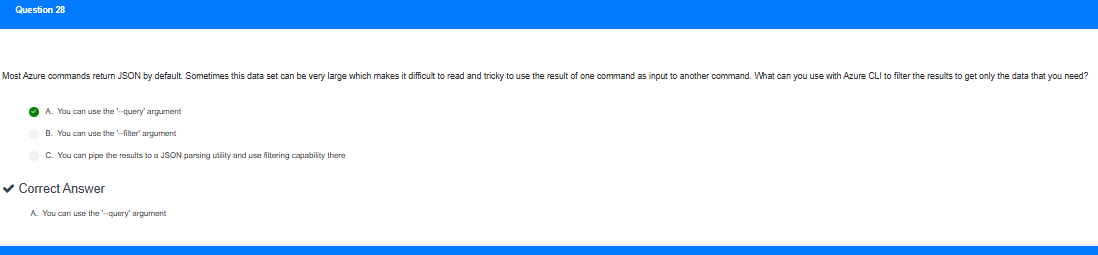 Question 28
Most Azure commands return JSON by default. Sometimes this data set can be very large which makes it difficult to read and tricky to use the result of one command as input to another command. What can you use with Azure CLI to filter the results to get only the data that you need?
A. You can use the '--query' argument
B. You can use the '--filter' argument
C. You can pipe the results to a JSON parsing utility and use filtering capability there
Correct Answer
A. You can use the '--query' argument